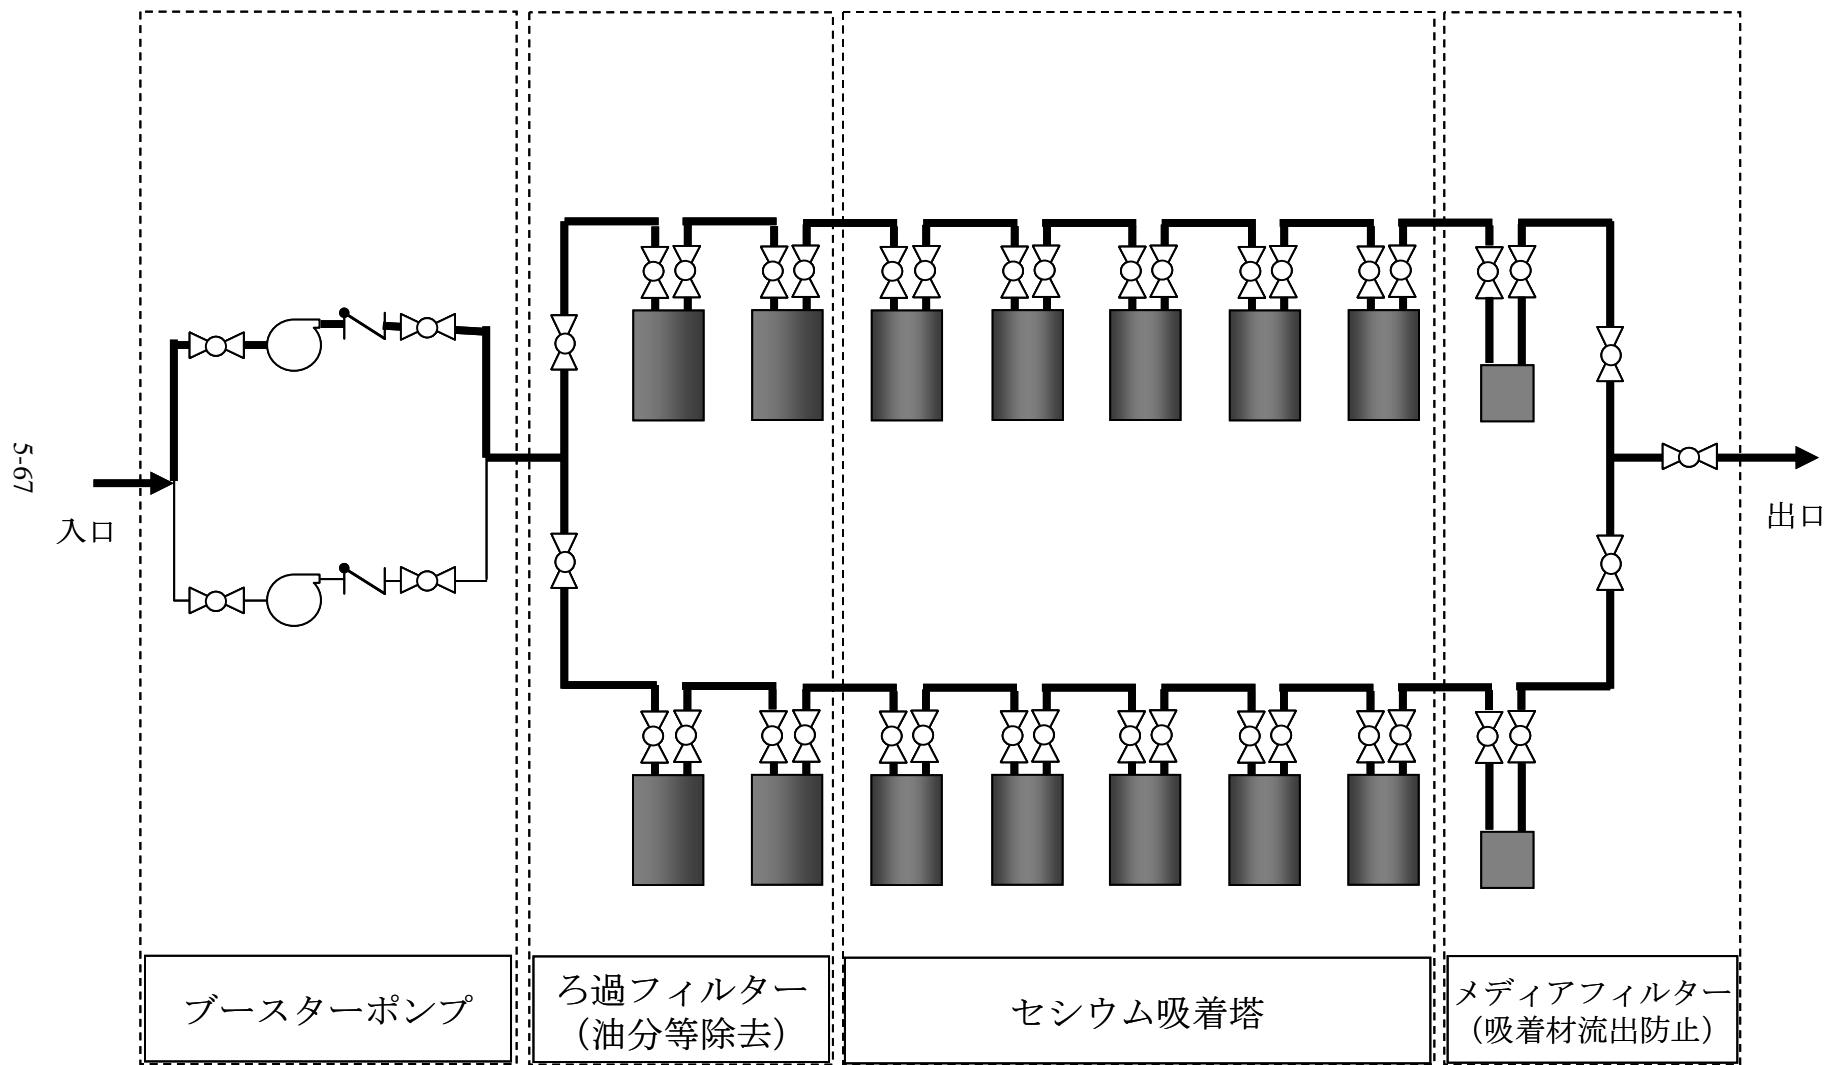 5-67
入口
出口
ブースターポンプ
ろ過フィルター
（油分等除去）
セシウム吸着塔
メディアフィルター
（吸着材流出防止）